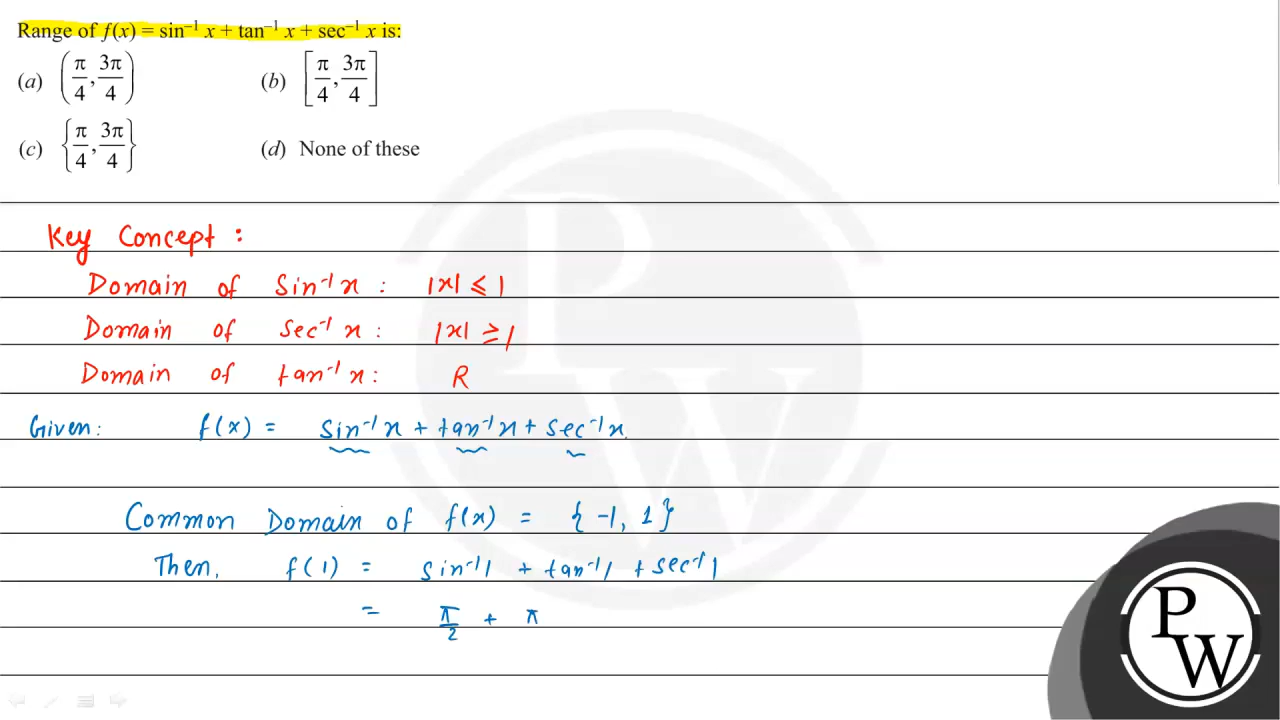 Range of f(x) = sin⁻¹ x + tan⁻¹ x + sec⁻¹ x is:
(a) (π/4, 3π/4) (b) [π/4, 3π/4]
(c) {π/4, 3π/4} (d) None of these
Key Concept :
Domain of Sin⁻¹x : |x| ⩽ 1
Domain of Sec⁻¹ x : |x| ≥ 1
Domain of tan⁻¹ x : R
Given : f(x) = sin⁻¹x + tan⁻¹x + sec⁻¹x.
Common Domain of f(x) = { -1, 1 }
Then, f(1) = sin⁻¹1 + tan⁻¹1 + sec⁻¹1
= π/2 + π
P
W
P
W